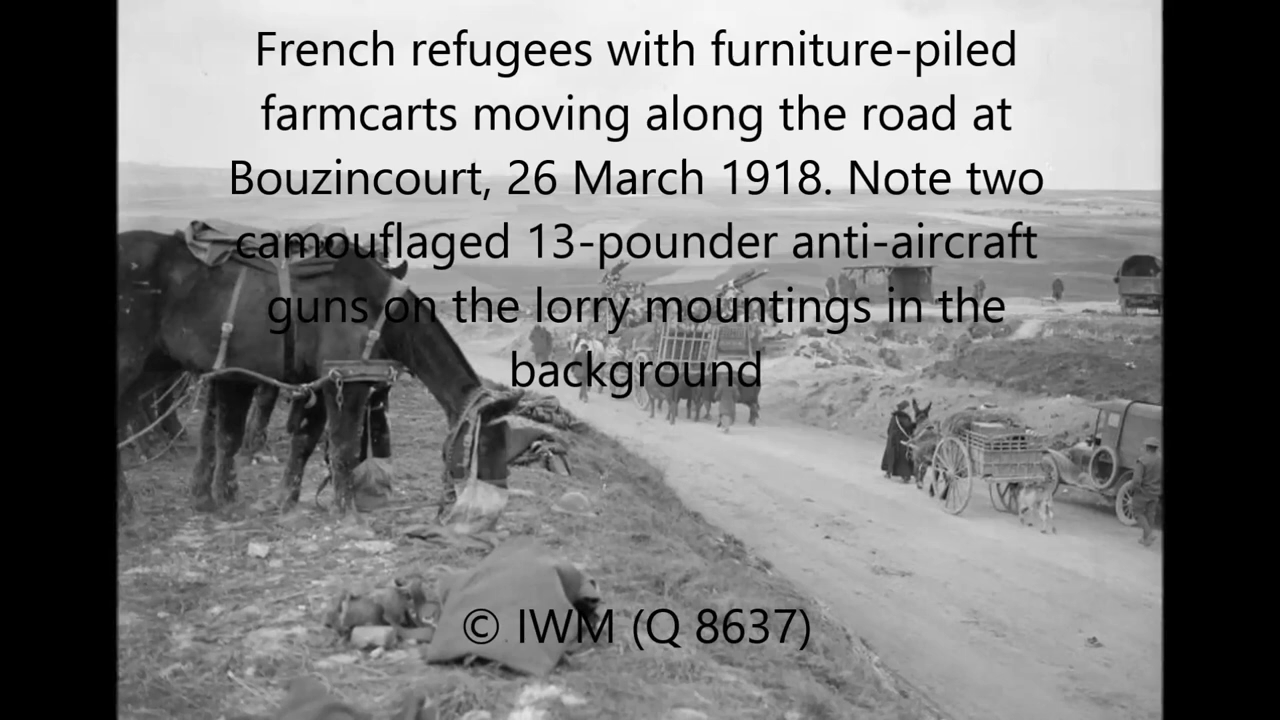 French refugees with furniture-piled
farmcarts moving along the road at
Bouzincourt, 26 March 1918. Note two
camouflaged 13-pounder anti-aircraft
guns on the lorry mountings in the
background
© IWM (Q 8637)